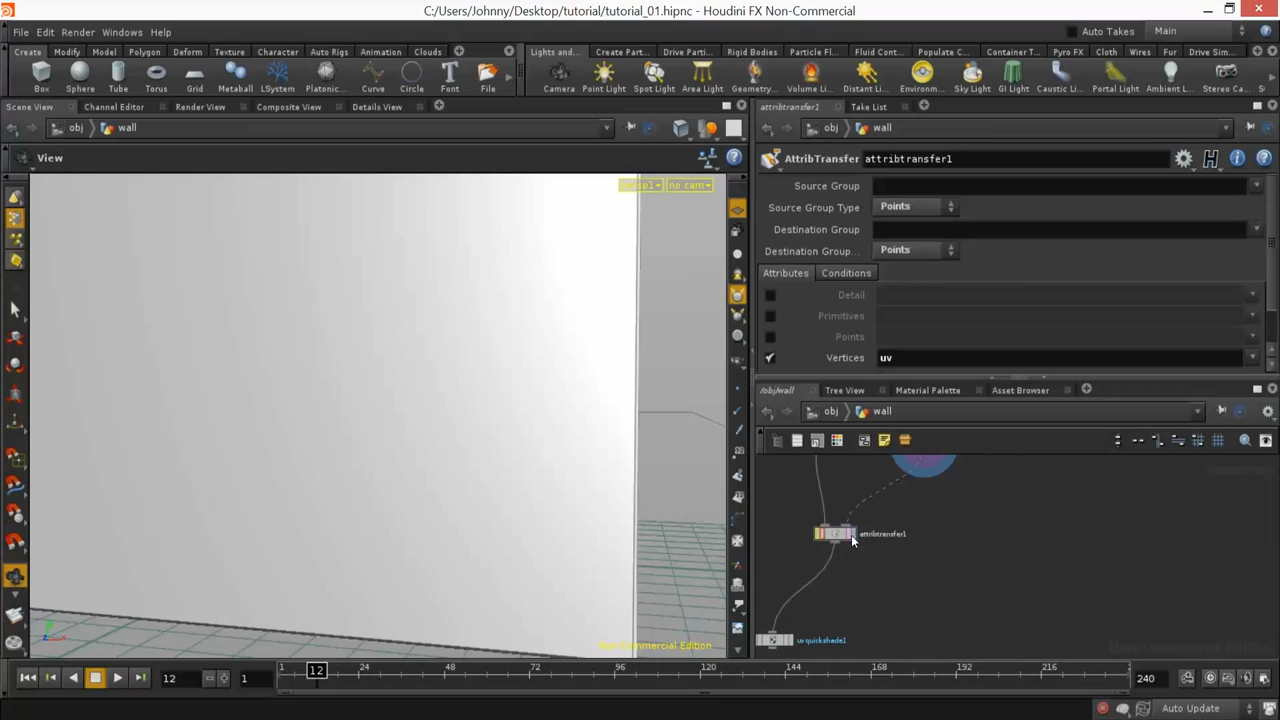 C:/Users/Johnny/Desktop/tutorial/tutorial_01.hipnc - Houdini FX Non-Commercial
File Edit Render Windows Help
Auto Takes Main
Create Modify Model Polygon Deform Texture Character Auto Rigs Animation Clouds
Lights and... Create Part... Drive Parti... Rigid Bodies Particle Fl... Fluid Cont... Populate C... Container T... Pyro FX Cloth Wires Fur Drive Sim...
Box Sphere Tube Torus Grid Metaball LSystem Platonic... Curve Circle Font File
Camera Point Light Spot Light Area Light Geometry... Volume Li... Distant Li... Environm... Sky Light GI Light Caustic Li... Portal Light Ambient L... Stereo Ca...
Scene View Channel Editor Render View Composite View Details View
attribtransfer1 Take List
obj wall
obj wall
View
no cam
AttribTransfer attribtransfer1
Source Group
Source Group Type Points
Destination Group
Destination Group... Points
Attributes Conditions
Detail
Primitives
Points
Vertices uv
/obj/wall Tree View Material Palette Asset Browser
obj wall
attribtransfer1
uvquickshade1
Non-Commercial Edition
12 1
1 12 24 48 72 96 120 144 168 192 216
240
Auto Update